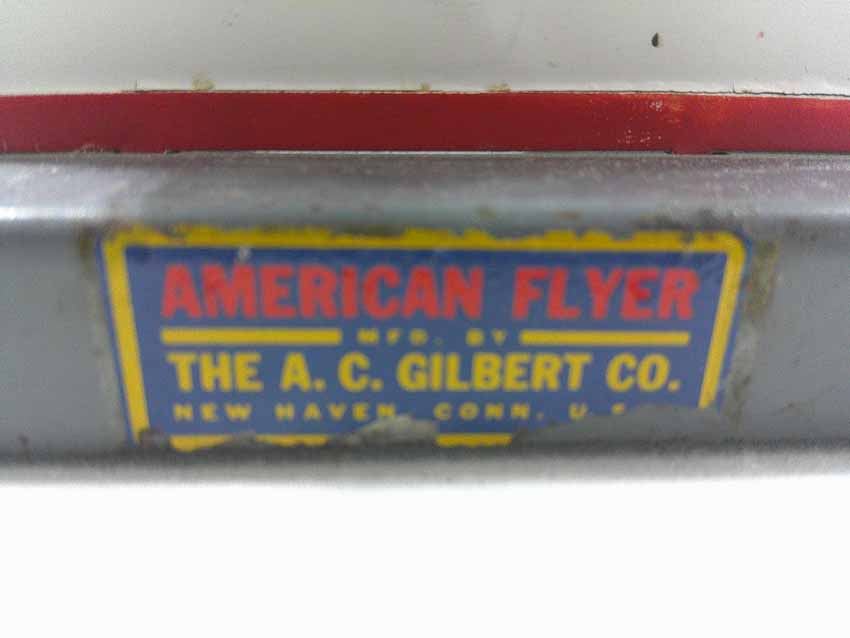 AMERICAN FLYER
MFG. BY
THE A. C. GILBERT CO.
NEW HAVEN, CONN. U. S.